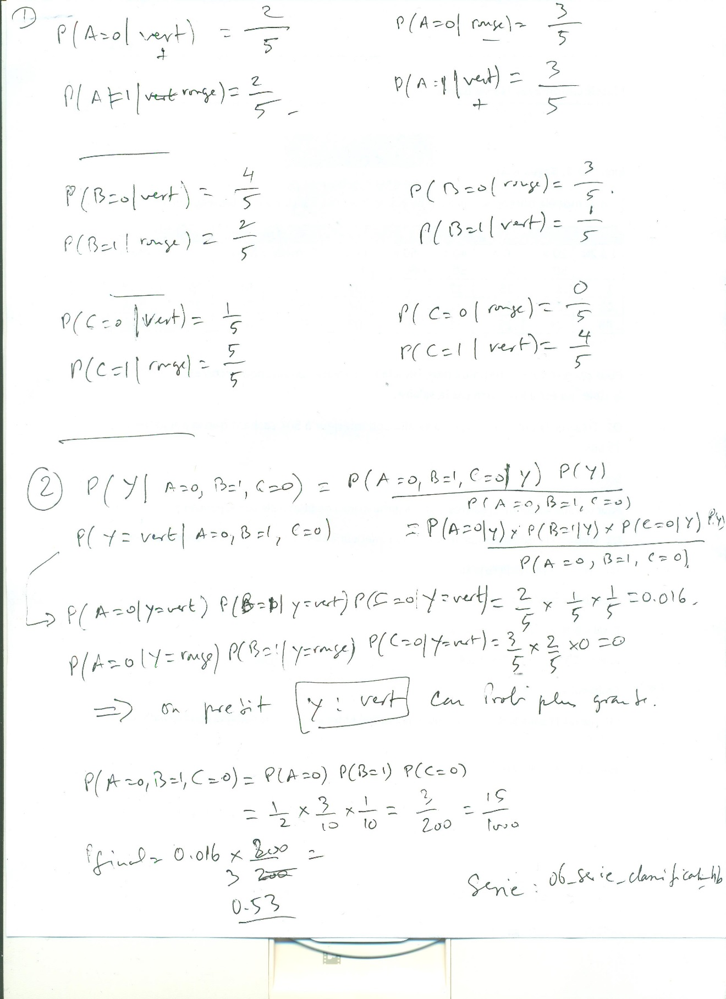 ①
P(A=0| vert) = 2/5    P(A=0| rouge) = 3/5
+    −
P(A=1| vert rouge) = 2/5    P(A=1| vert) = 3/5
−    +
P(B=0|vert) = 4/5    P(B=0| rouge) = 3/5.
P(B=1| rouge) = 2/5    P(B=1| vert) = 1/5
P(C=0 | vert) = 1/5    P(C=0| rouge) = 0/5
P(C=1| rouge) = 5/5    P(C=1| vert) = 4/5
② P(Y| A=0, B=1, C=0) = P(A=0, B=1, C=0| Y) P(Y) / P(A=0, B=1, C=0)
P(Y= vert| A=0, B=1, C=0)    = P(A=0|Y) x P(B=1|Y) x P(C=0|Y) P(Y) / P(A=0, B=1, C=0).
→ P(A=0|Y=vert) P(B=1| Y=vert) P(C=0| Y=vert) = 2/5 x 1/5 x 1/5 = 0.016.
P(A=0|Y=rouge) P(B=1| Y=rouge) P(C=0| Y=vert) = 3/5 x 2/5 x0 =0
=> on prédit Y: vert car Prob plus grande.
P(A=0, B=1, C=0) = P(A=0) P(B=1) P(C=0)
= 1/2 x 3/10 x 1/10 = 3/200 = 15/1000
P final = 0.016 x 200 / 3 200 =
0.53
Serie: 06_serie_classification_tib